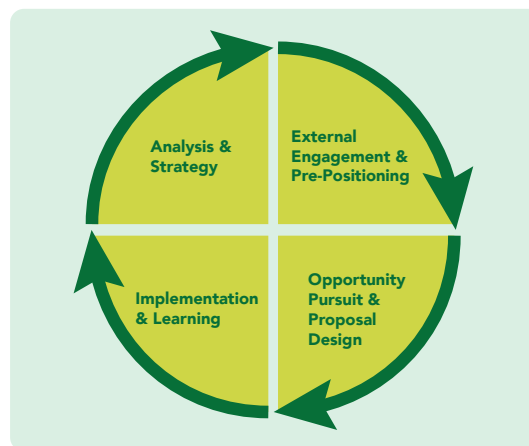 Analysis &
Strategy
External
Engagement &
Pre-Positioning
Opportunity
Pursuit &
Proposal
Design
Implementation
& Learning